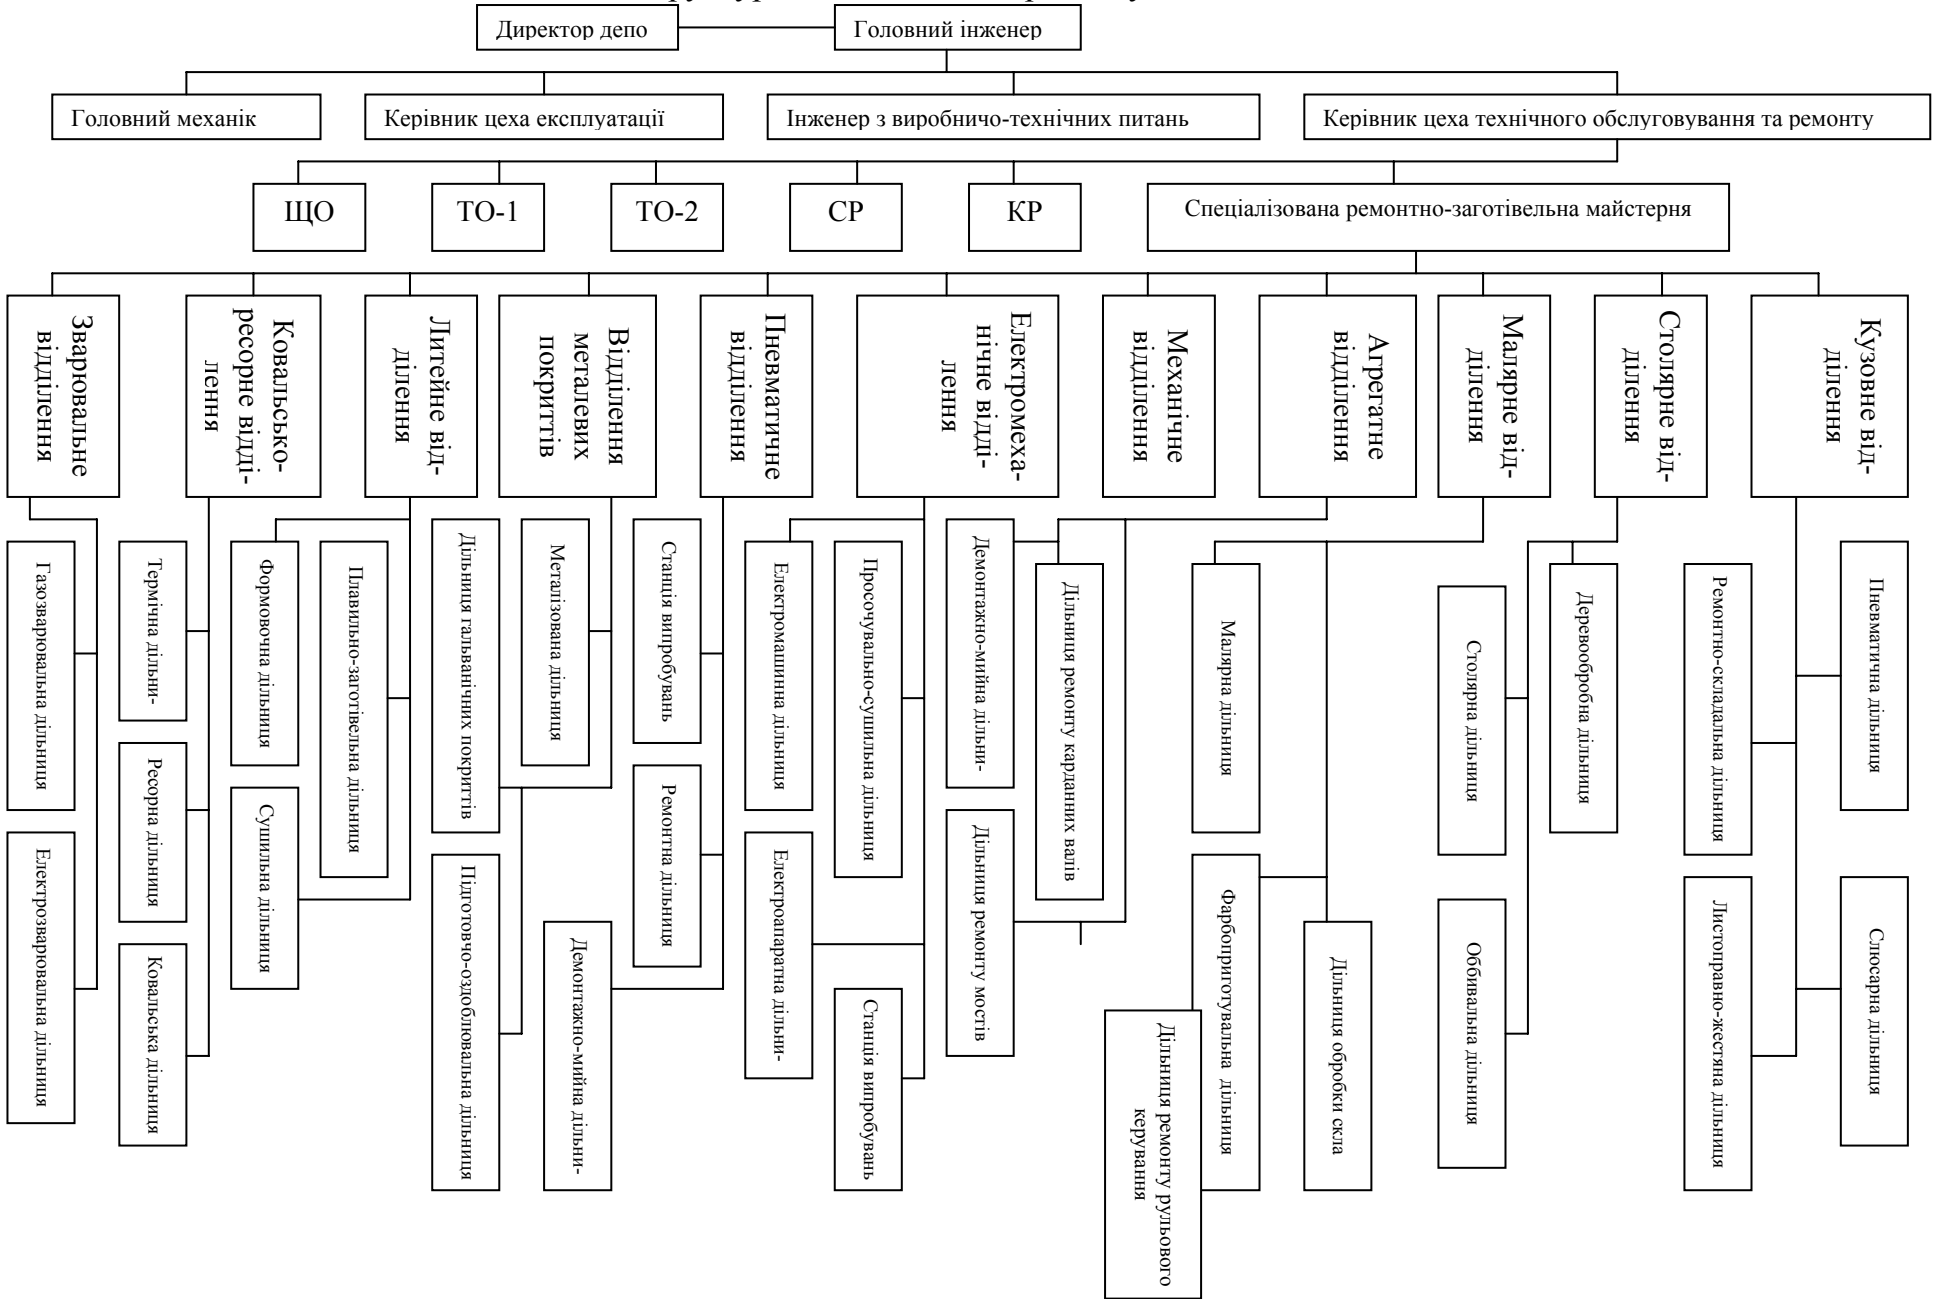 Директор депо
Головний інженер
Головний механік
Керівник цеха експлуатації
Інженер з виробничо-технічних питань
Керівник цеха технічного обслуговування та ремонту
ЩО
ТО-1
ТО-2
СР
КР
Спеціалізована ремонтно-заготівельна майстерня
Зварювальне
відділення
Ковальсько-
ресорне відді-
лення
Литейне від-
ділення
Відділення
металевих
покриттів
Пневматичне
відділення
Електромеха-
нічне відді-
лення
Механічне
відділення
Агрегатне
відділення
Малярне від-
ділення
Столярне від-
ділення
Кузовне від-
ділення
Газозварювальна дільниця
Електрозварювальна дільниця
Термічна дільни-
Ресорна дільниця
Ковальська дільниця
Формовочна дільниця
Сушильна дільниця
Плавильно-заготівельна дільниця
Дільниця гальванічних покриттів
Підготовчо-оздоблювальна дільниця
Металізована дільниця
Демонтажно-мийна дільни-
Станція випробувань
Ремонтна дільниця
Електромашинна дільниця
Електроапаратна дільни-
Просочувально-сушильна дільниця
Станція випробувань
Демонтажно-мийна дільни-
Дільниця ремонту мостів
Дільниця ремонту карданних валів
Дільниця ремонту рульового
керування
Малярна дільниця
Фарбоприготувальна дільниця
Дільниця обробки скла
Столярна дільниця
Оббивальна дільниця
Деревообробна дільниця
Ремонтно-складальна дільниця
Листоправно-жестяна дільниця
Пневматична дільниця
Слюсарна дільниця